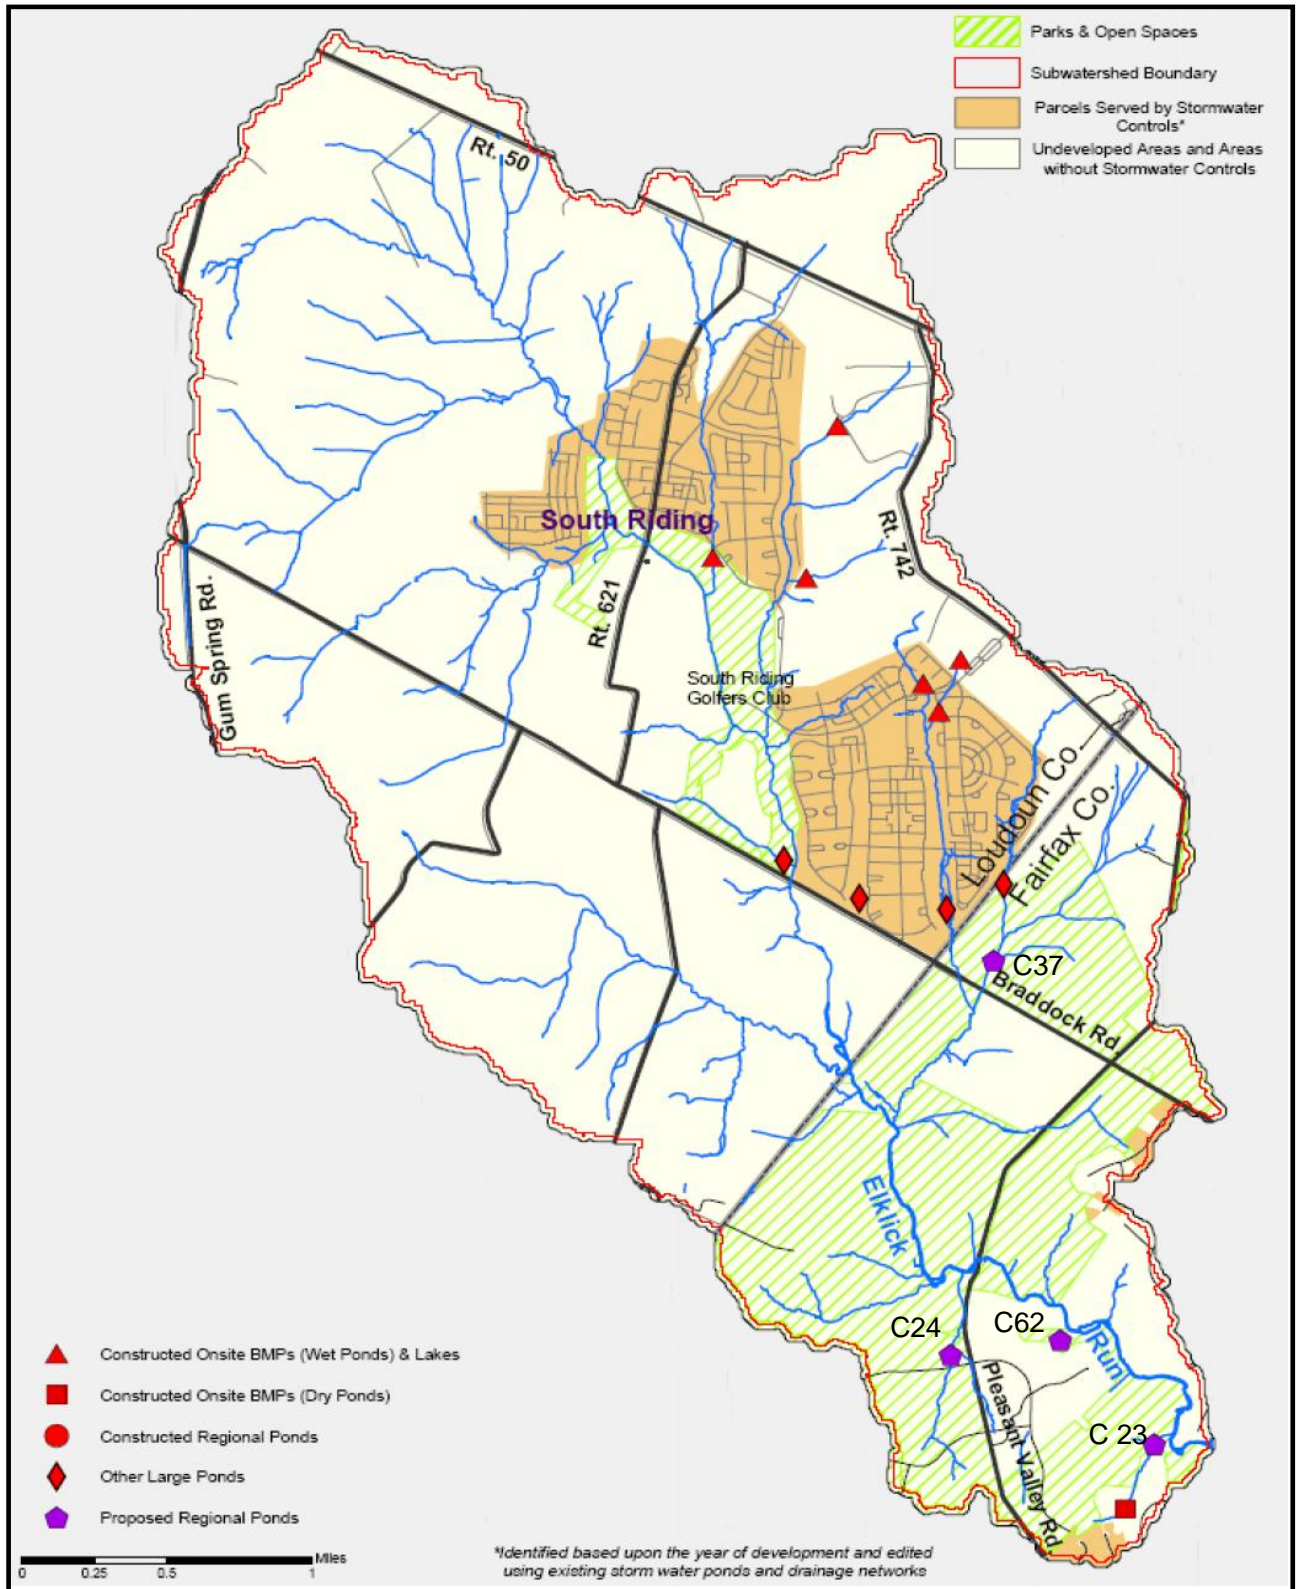 Parks & Open Spaces
Subwatershed Boundary
Parcels Served by Stormwater
Controls*
Undeveloped Areas and Areas
without Stormwater Controls
Rt. 50
South Riding
Rt. 742
Rt. 621
Gum Spring Rd.
South Riding
Golfers Club
Loudoun Co.
Fairfax Co.
C37
Braddock Rd.
Elklick
C24
C62
Run
Pleasant Valley Rd
C 23
Constructed Onsite BMPs (Wet Ponds) & Lakes
Constructed Onsite BMPs (Dry Ponds)
Constructed Regional Ponds
Other Large Ponds
Proposed Regional Ponds
Miles
0 0.25 0.5 1
*Identified based upon the year of development and edited
using existing storm water ponds and drainage networks